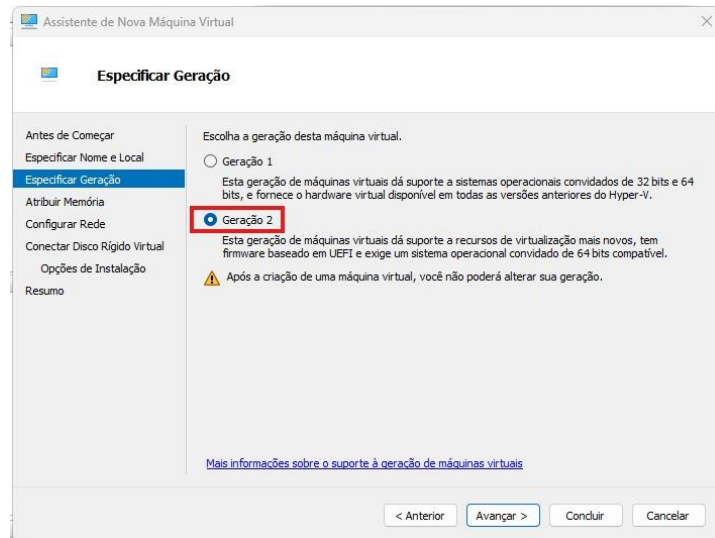 Assistente de Nova Máquina Virtual
Especificar Geração
Antes de Começar
Especificar Nome e Local
Especificar Geração
Atribuir Memória
Configurar Rede
Conectar Disco Rígido Virtual
Opções de Instalação
Resumo
Escolha a geração desta máquina virtual.
Geração 1
Esta geração de máquinas virtuais dá suporte a sistemas operacionais convidados de 32 bits e 64
bits, e fornece o hardware virtual disponível em todas as versões anteriores do Hyper-V.
Geração 2
Esta geração de máquinas virtuais dá suporte a recursos de virtualização mais novos, tem
firmware baseado em UEFI e exige um sistema operacional convidado de 64 bits compatível.
Após a criação de uma máquina virtual, você não poderá alterar sua geração.
Mais informações sobre o suporte à geração de máquinas virtuais
< Anterior
Avançar >
Concluir
Cancelar